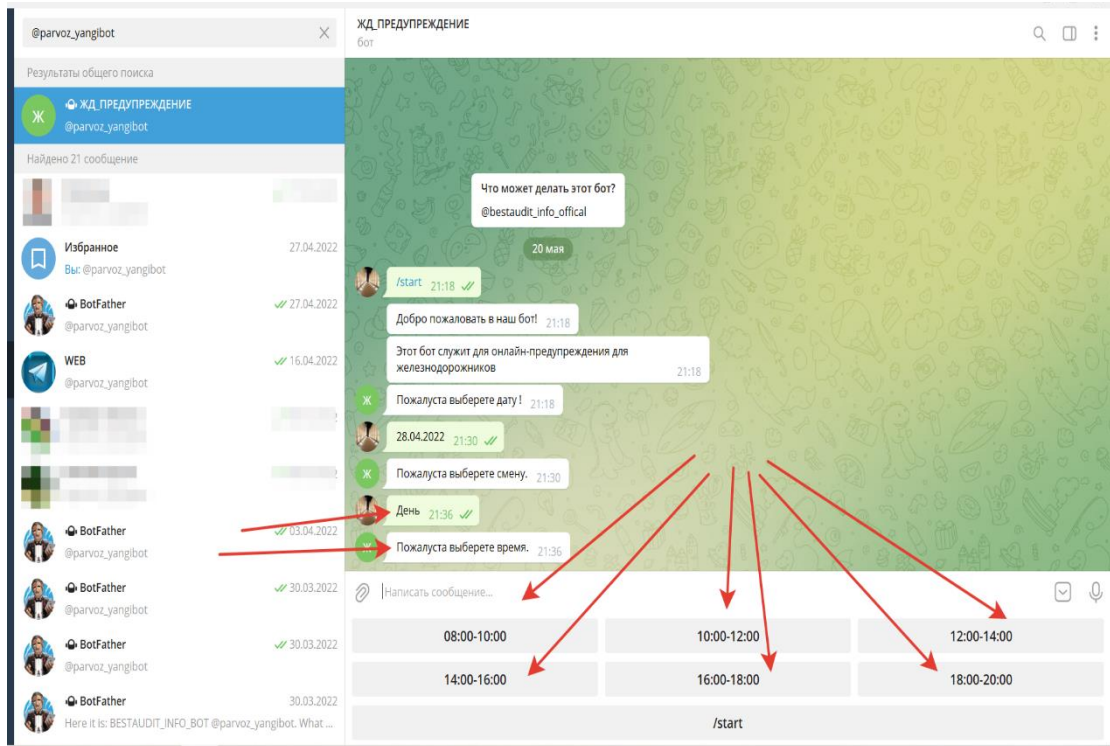 @parvoz_yangibot
Результаты общего поиска
Ж
ЖД_ПРЕДУПРЕЖДЕНИЕ
@parvoz_yangibot
Найдено 21 сообщение
Избранное 27.04.2022
Вы: @parvoz_yangibot
BotFather 27.04.2022
@parvoz_yangibot
WEB 16.04.2022
@parvoz_yangibot
BotFather 03.04.2022
@parvoz_yangibot
BotFather 30.03.2022
@parvoz_yangibot
BotFather 30.03.2022
@parvoz_yangibot
BotFather 30.03.2022
Here it is: BESTAUDIT_INFO_BOT @parvoz_yangibot. What ...
ЖД_ПРЕДУПРЕЖДЕНИЕ
бот
Что может делать этот бот?
@bestaudit_info_offical
20 мая
/start 21:18
Добро пожаловать в наш бот! 21:18
Этот бот служит для онлайн-предупреждения для
железнодорожников 21:18
Ж Пожалуста выберете дату ! 21:18
28.04.2022 21:30
Ж Пожалуста выберете смену. 21:30
День 21:36
Ж Пожалуста выберете время. 21:36
Написать сообщение...
08:00-10:00 10:00-12:00 12:00-14:00
14:00-16:00 16:00-18:00 18:00-20:00
/start